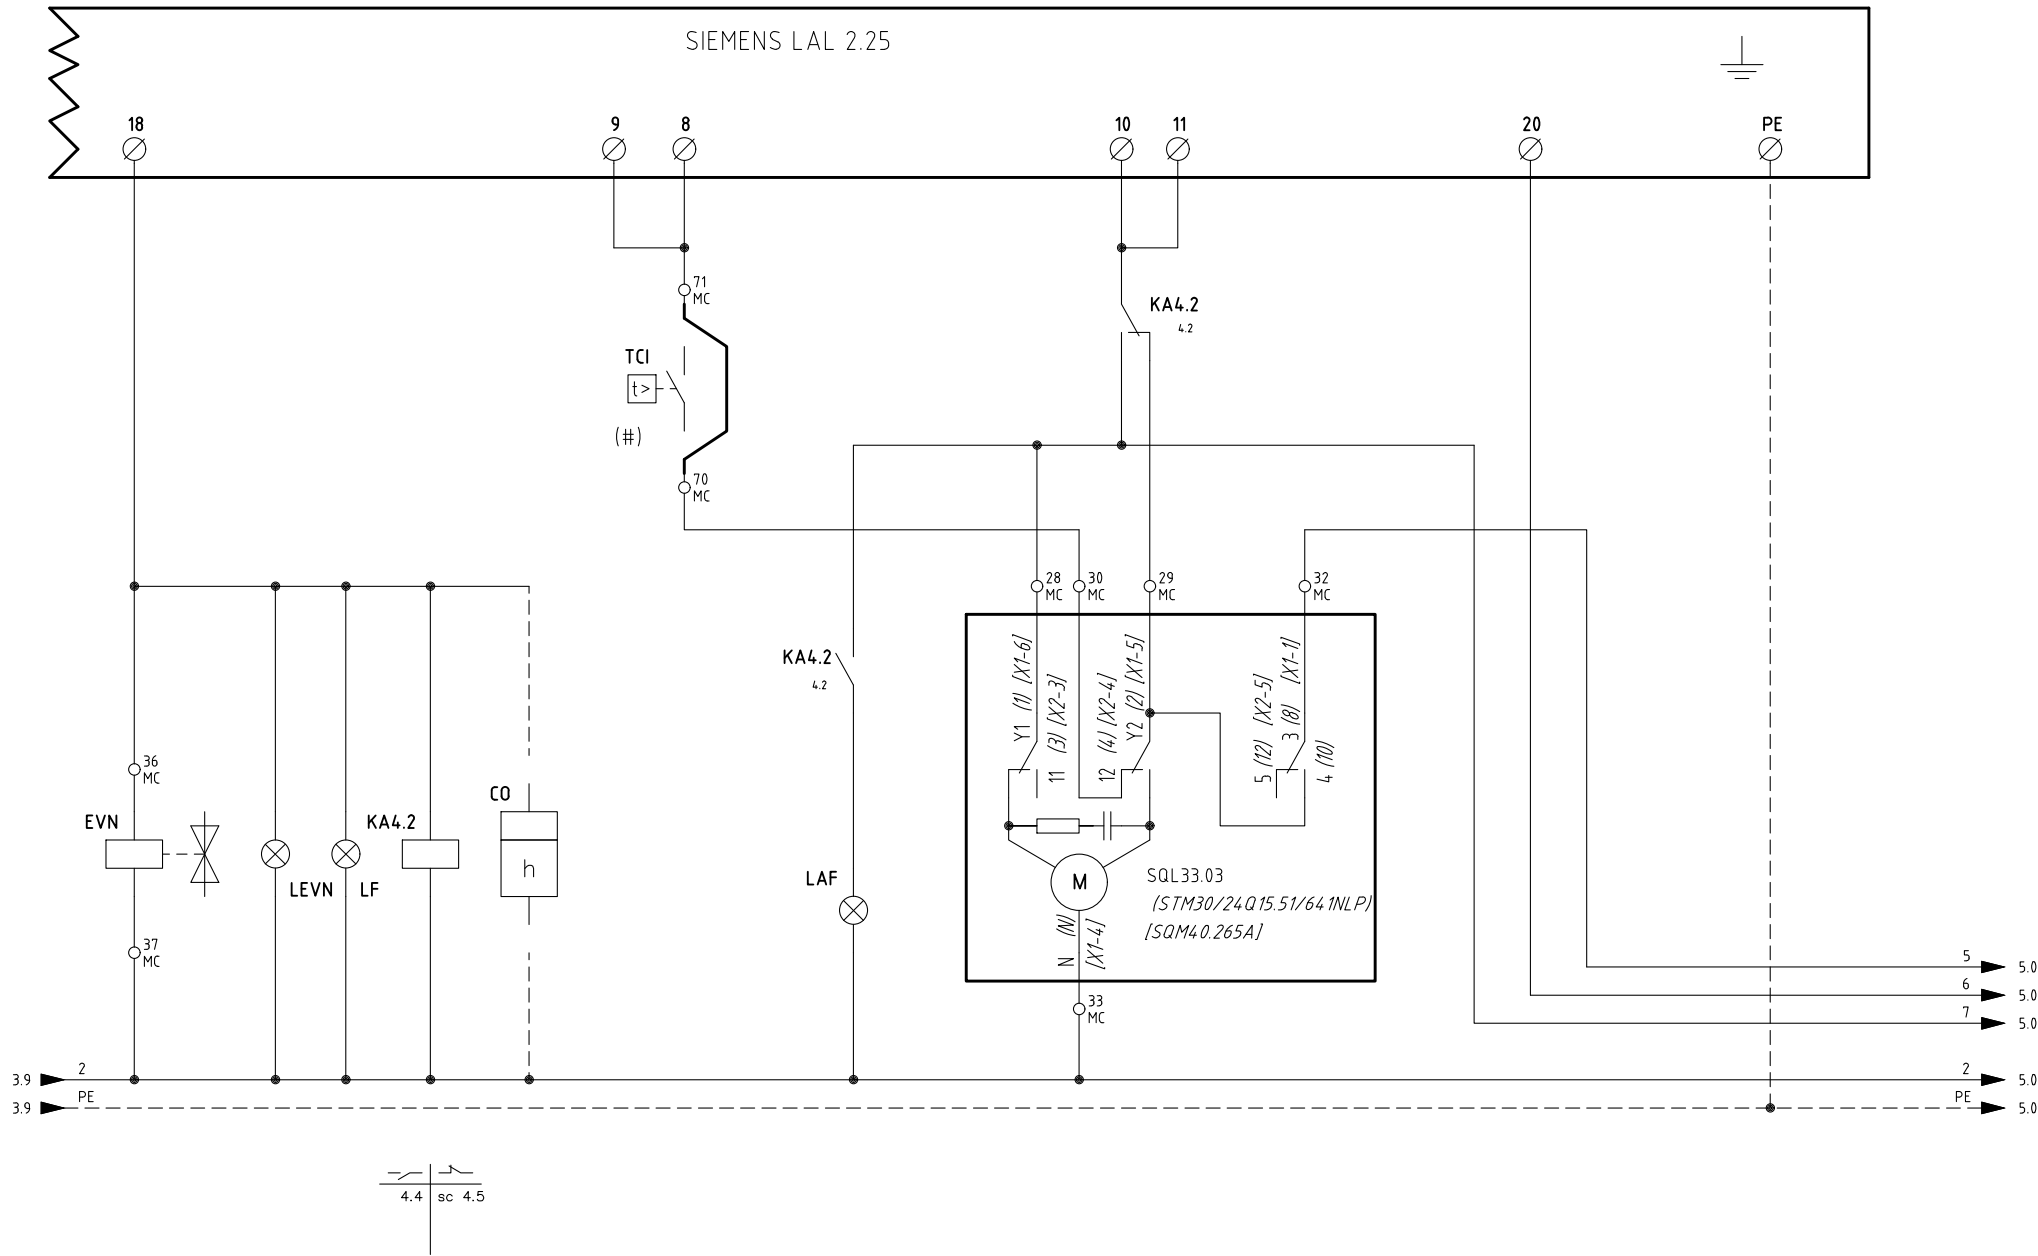 SIEMENS LAL 2.25
18
9
8
10
11
20
PE
71
MC
KA4.2
4.2
TCI
t>
(#)
70
MC
28
MC
30
MC
29
MC
32
MC
Y1 (1) [X1-6]
11 (3) [X2-3]
12 (4) [X2-4]
Y2 (2) [X1-5]
5 (12) [X2-5]
3 (8) [X1-1]
4 (10)
KA4.2
4.2
36
MC
EVN
LEVN
LF
KA4.2
CO
h
LAF
M
SQL33.03
(STM30/24Q15.51/641NLP)
[SQM40.265A]
N (N)
[X1-4]
37
MC
33
MC
5
5.0
6
5.0
7
5.0
3.9
2
2
5.0
3.9
PE
PE
5.0
4.4
sc 4.5